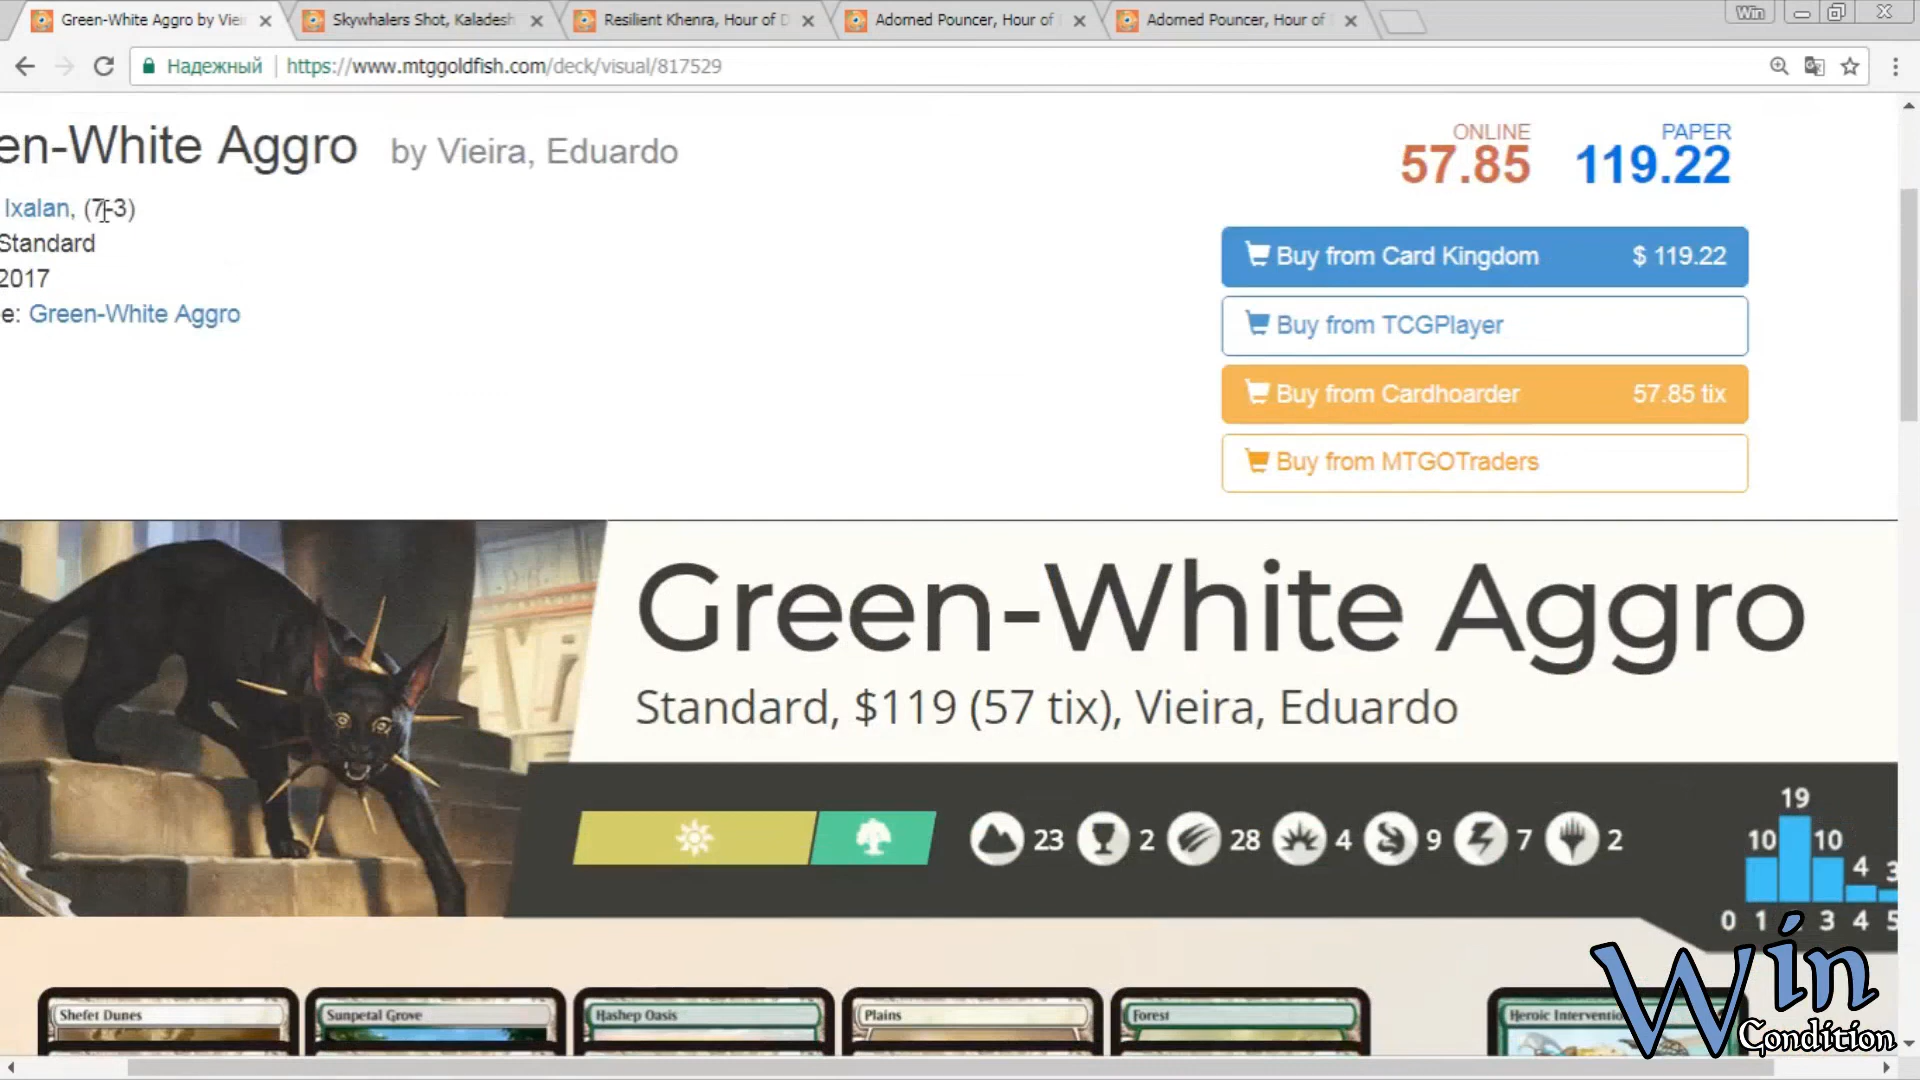 Green-White Aggro by Viei
Skywhalers Shot, Kaladesh
Resilient Khenra, Hour of D
Adorned Pouncer, Hour of
Adorned Pouncer, Hour of
Win
Надежный
https://www.mtggoldfish.com/deck/visual/817529
en-White Aggro by Vieira, Eduardo
Ixalan, (7-3)
Standard
2017
e: Green-White Aggro
ONLINE
57.85
PAPER
119.22
Buy from Card Kingdom $ 119.22
Buy from TCGPlayer
Buy from Cardhoarder 57.85 tix
Buy from MTGOTraders
Green-White Aggro
Standard, $119 (57 tix), Vieira, Eduardo
23 2 28 4 9 7 2
19
10 10 4 3
0 1 3 4 5
Shefet Dunes
Sunpetal Grove
Hashep Oasis
Plains
Forest
Heroic Interventio
Win
Condition